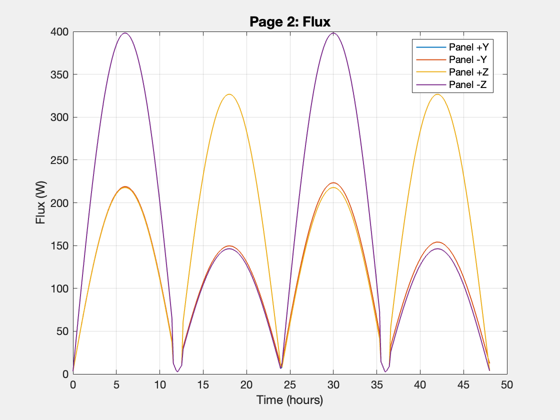 Page 2: Flux
400
350
300
250
200
150
100
50
0
Flux (W)
Panel +Y
Panel -Y
Panel +Z
Panel -Z
0 5 10 15 20 25 30 35 40 45 50
Time (hours)